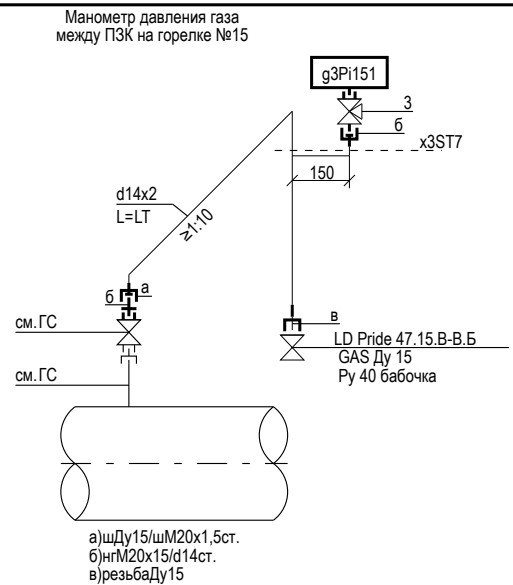 Манометр давления газа
между ПЗК на горелке №15
g3Pi151
3
б
x3ST7
150
d14x2
L=LT
≥1:10
а
б
см.ГС
см.ГС
в
LD Pride 47.15.В-В.Б
GAS Ду 15
Ру 40 бабочка
а)шДу15/шМ20х1,5ст.
б)нгМ20х15/d14ст.
в)резьбаДу15